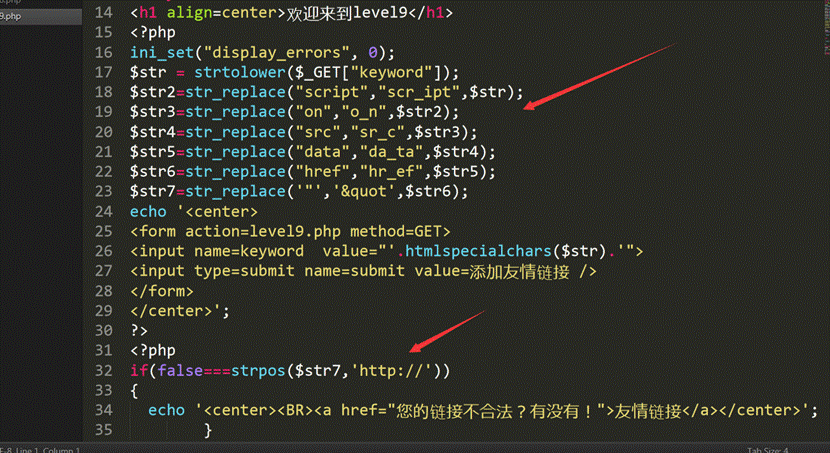 9.php
14 <h1 align=center>欢迎来到level9</h1>
15 <?php
16 ini_set("display_errors", 0);
17 $str = strtolower($_GET["keyword"]);
18 $str2=str_replace("script","scr_ipt",$str);
19 $str3=str_replace("on","o_n",$str2);
20 $str4=str_replace("src","sr_c",$str3);
21 $str5=str_replace("data","da_ta",$str4);
22 $str6=str_replace("href","hr_ef",$str5);
23 $str7=str_replace('"','&quot',$str6);
24 echo '<center>
25 <form action=level9.php method=GET>
26 <input name=keyword  value="'.htmlspecialchars($str).'">
27 <input type=submit name=submit value=添加友情链接 />
28 </form>
29 </center>';
30 ?>
31 <?php
32 if(false===strpos($str7,'http://'))
33 {
34   echo '<center><BR><a href="您的链接不合法？有没有！">友情链接</a></center>';
35         }
F-8, Line 1, Column 1
Tab Size: 4